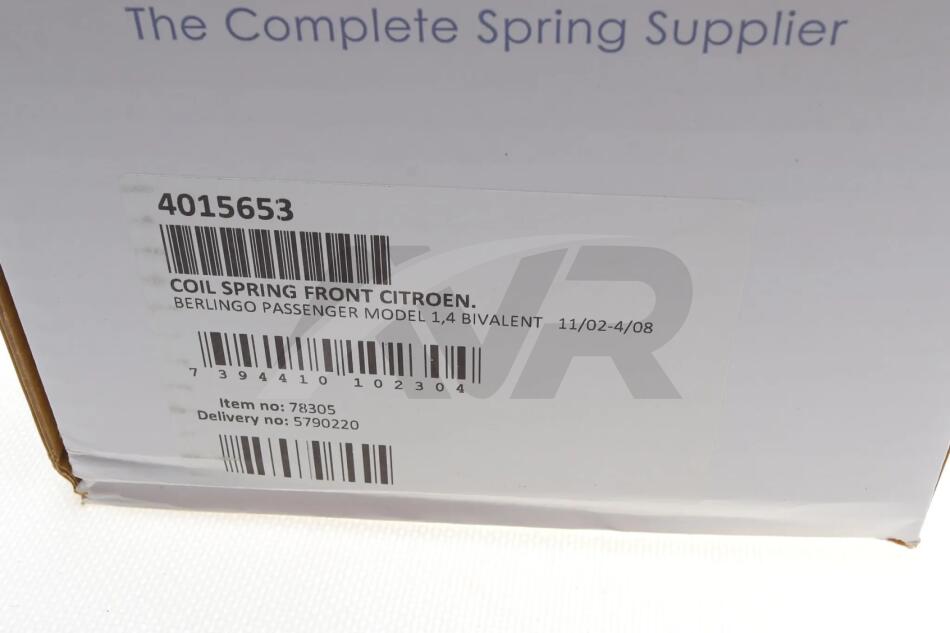 The Complete Spring Supplier
4015653
COIL SPRING FRONT CITROEN.
BERLINGO PASSENGER MODEL 1,4 BIVALENT 11/02-4/08
7 394410 102304
Item no: 78305
Delivery no: 5790220
AVR